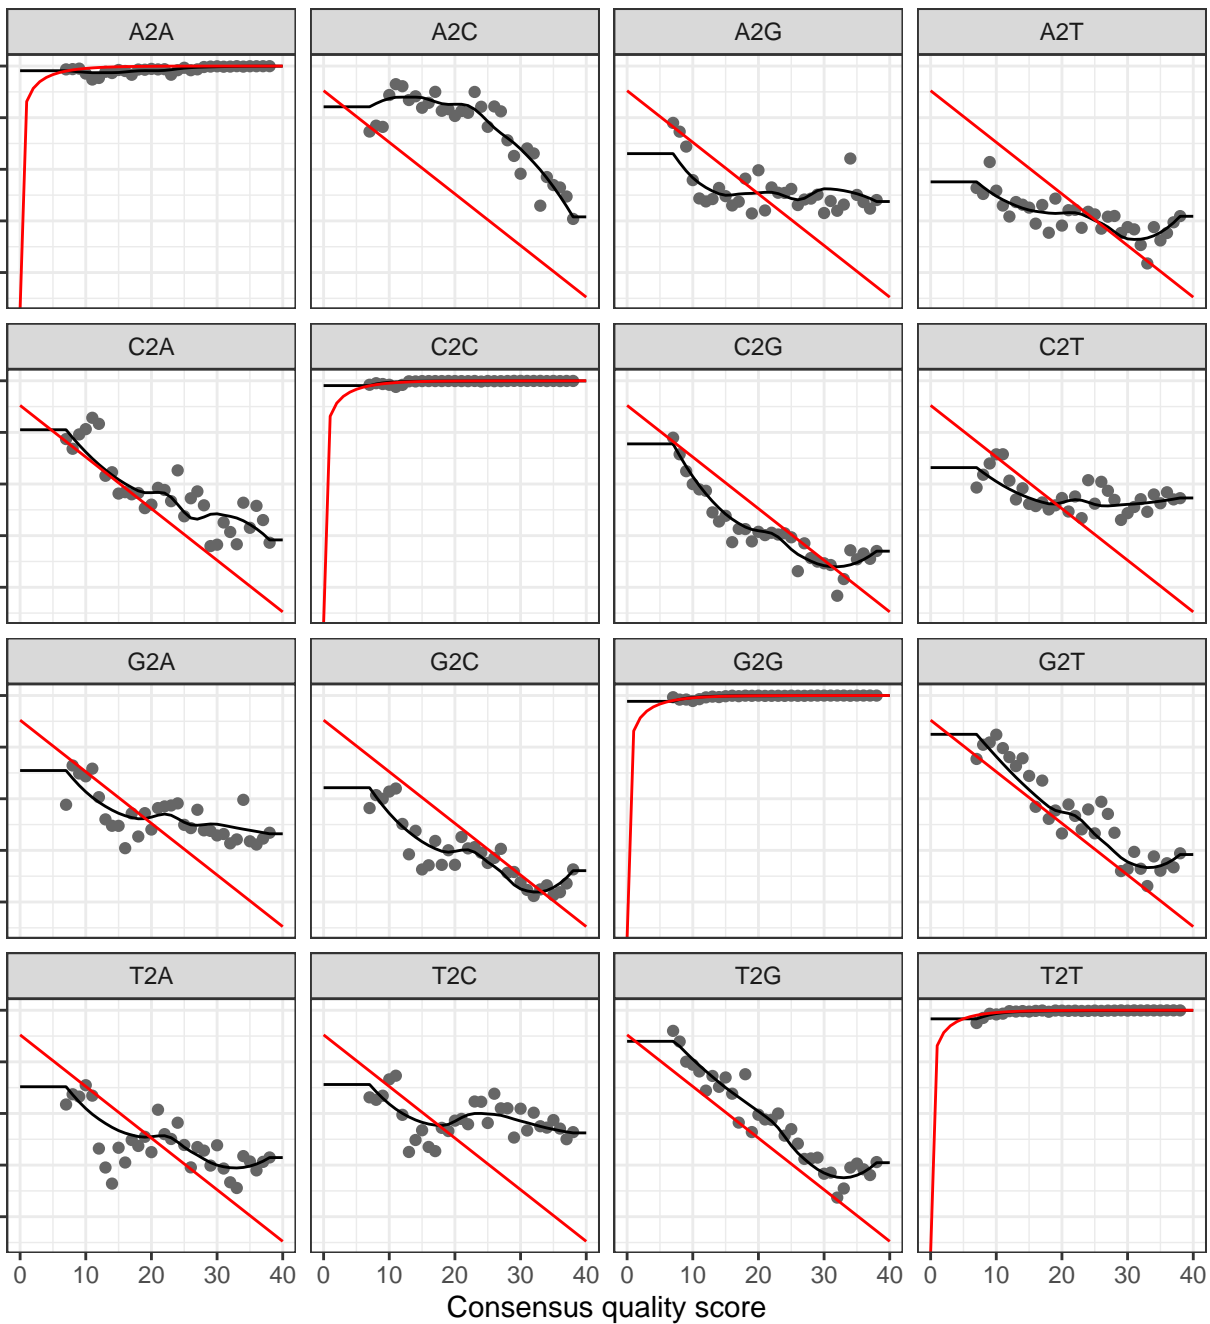 A2A A2C A2G A2T
C2A C2C C2G C2T
G2A G2C G2G G2T
T2A T2C T2G T2T
0 10 20 30 40 0 10 20 30 40 0 10 20 30 40 0 10 20 30 40
Consensus quality score